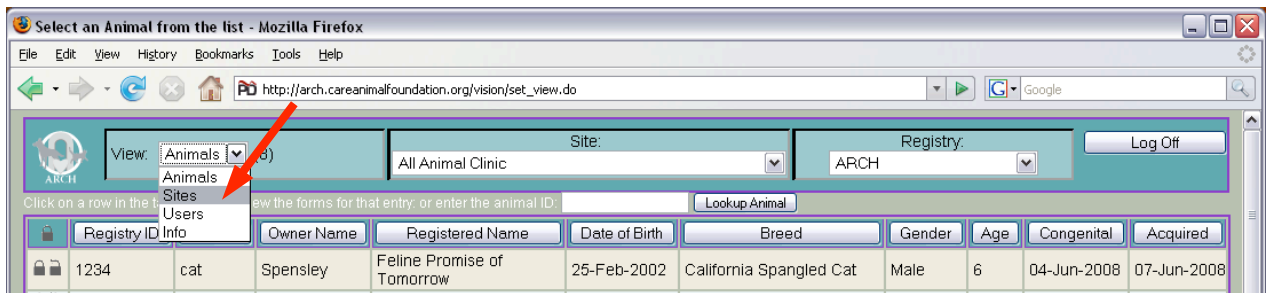 Select an Animal from the list - Mozilla Firefox
File Edit View History Bookmarks Tools Help
http://arch.careanimalfoundation.org/vision/set_view.do Google
ARCH
View: Animals Site: Registry: Log Off
All Animal Clinic ARCH
Animals
Sites
Users
Info
Click on a row in the ew the forms for that entry: or enter the animal ID: Lookup Animal
Registry ID Owner Name Registered Name Date of Birth Breed Gender Age Congenital Acquired
1234 cat Spensley Feline Promise of Tomorrow 25-Feb-2002 California Spangled Cat Male 6 04-Jun-2008 07-Jun-2008